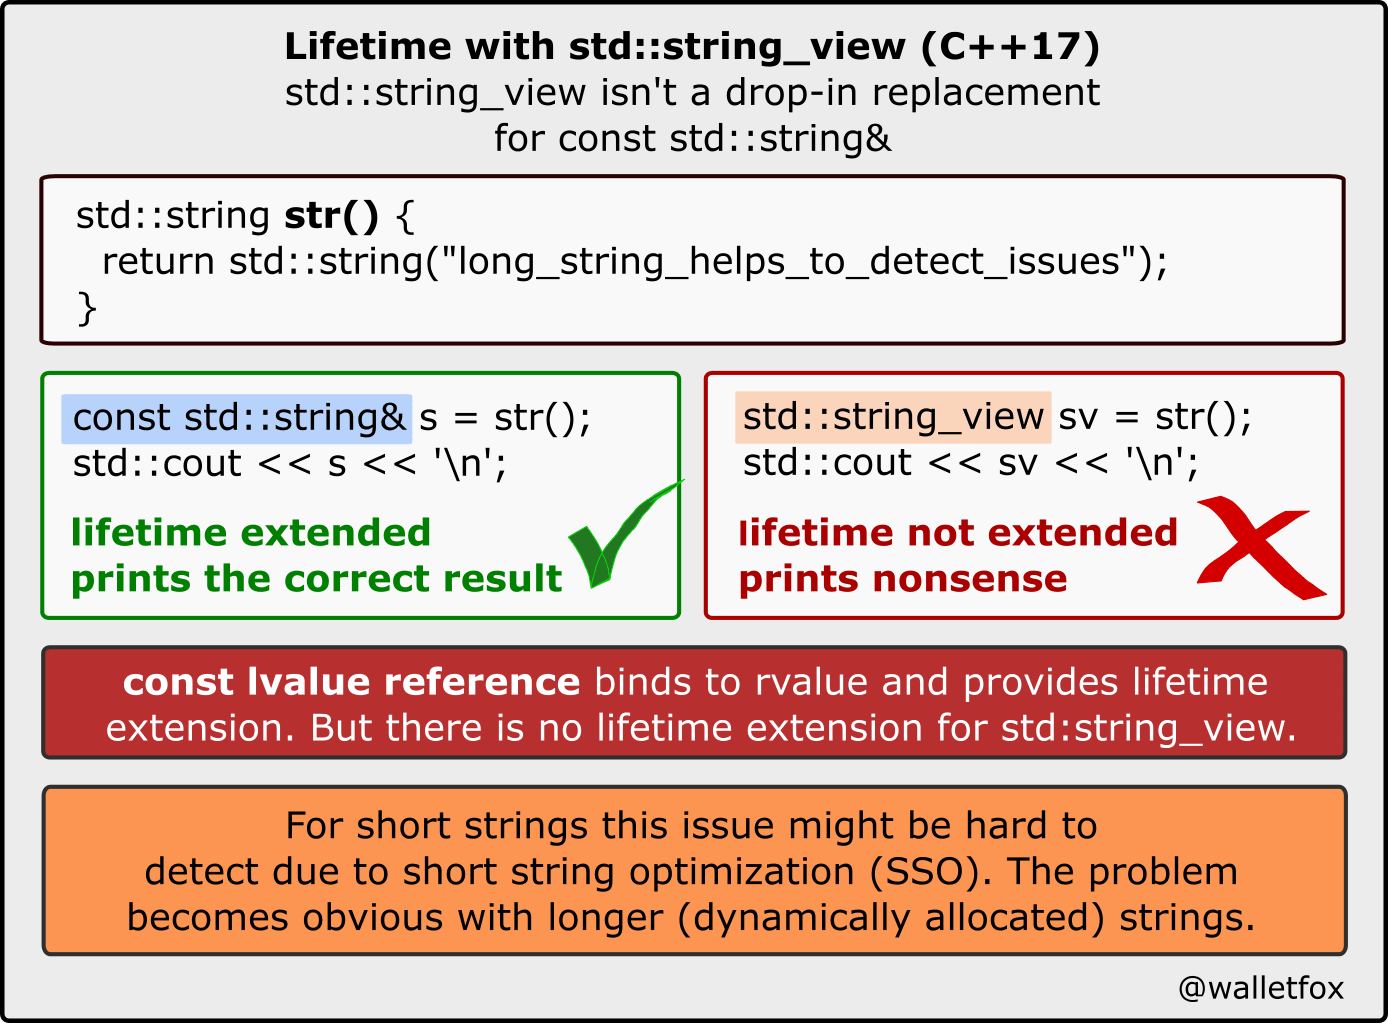 Lifetime with std::string_view (C++17)
std::string_view isn't a drop-in replacement
for const std::string&
std::string str() {
return std::string("long_string_helps_to_detect_issues");
}
const std::string& s = str();
std::cout << s << '\n';
lifetime extended
prints the correct result
std::string_view sv = str();
std::cout << sv << '\n';
lifetime not extended
prints nonsense
const lvalue reference binds to rvalue and provides lifetime
extension. But there is no lifetime extension for std:string_view.
For short strings this issue might be hard to
detect due to short string optimization (SSO). The problem
becomes obvious with longer (dynamically allocated) strings.
@walletfox